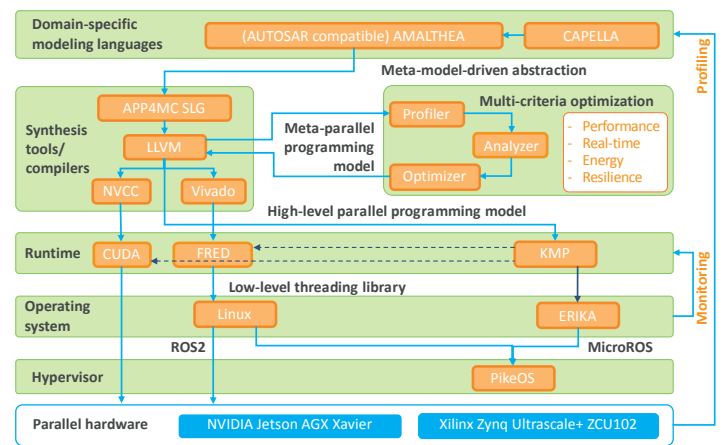 Domain-specific
modeling languages
(AUTOSAR compatible) AMALTHEA
CAPELLA
Profiling
Meta-model-driven abstraction
APP4MC SLG
Synthesis
tools/
compilers
LLVM
NVCC
Vivado
Meta-parallel
programming
model
Multi-criteria optimization
Profiler
Analyzer
Optimizer
- Performance
- Real-time
- Energy
- Resilience
High-level parallel programming model
Runtime
CUDA
FRED
KMP
Monitoring
Low-level threading library
Operating
system
Linux
ERIKA
ROS2
MicroROS
Hypervisor
PikeOS
Parallel hardware
NVIDIA Jetson AGX Xavier
Xilinx Zynq Ultrascale+ ZCU102